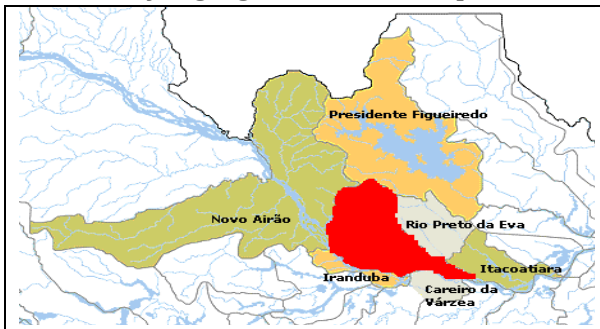 Presidente Figueiredo
Novo Airão
Rio Preto da Eva
Iranduba
Itacoatiara
Careiro da
Várzea